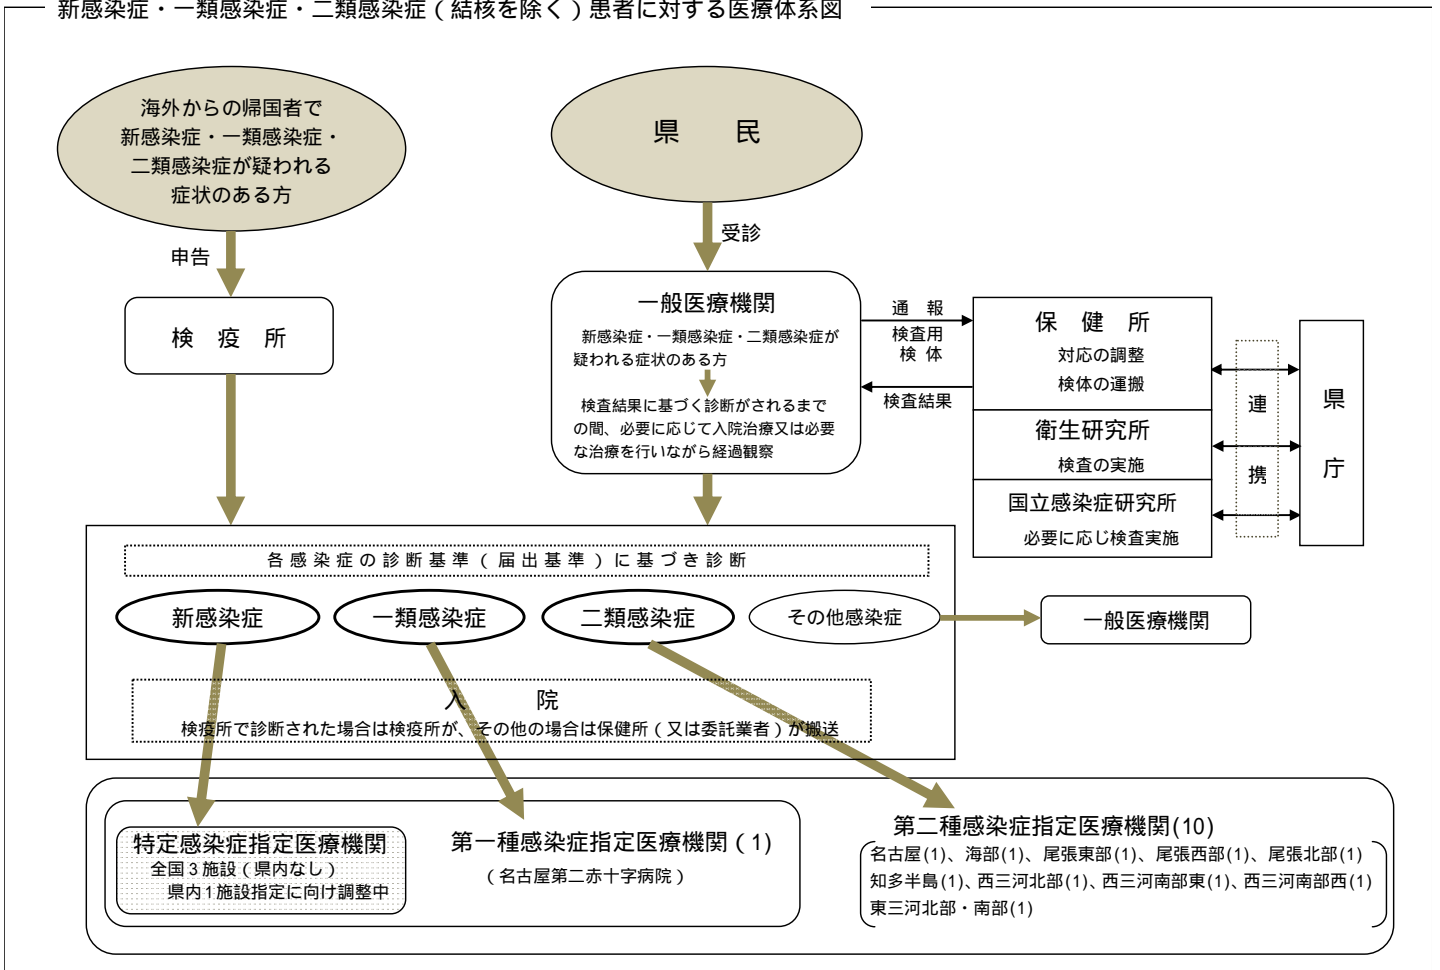 新感染症・一類感染症・二類感染症（結核を除く）患者に対する医療体系図
海外からの帰国者で
新感染症・一類感染症・
二類感染症が疑われる
症状のある方
申告
検　疫　所
県　　民
受診
一般医療機関
新感染症・一類感染症・二類感染症が
疑われる症状のある方
検査結果に基づく診断がされるまで
の間、必要に応じて入院治療又は必要
な治療を行いながら経過観察
通　報
検査用
検　体
検査結果
保　健　所
対応の調整
検体の運搬
衛生研究所
検査の実施
国立感染症研究所
必要に応じ検査実施
連
携
県
庁
各感染症の診断基準（届出基準）に基づき診断
新感染症
一類感染症
二類感染症
その他感染症
一般医療機関
入　　　院
検疫所で診断された場合は検疫所が、その他の場合は保健所（又は委託業者）が搬送
特定感染症指定医療機関
全国３施設（県内なし）
県内１施設指定に向け調整中
第一種感染症指定医療機関（1）
（名古屋第二赤十字病院）
第二種感染症指定医療機関(10)
名古屋(1)、海部(1)、尾張東部(1)、尾張西部(1)、尾張北部(1)
知多半島(1)、西三河北部(1)、西三河南部東(1)、西三河南部西(1)
東三河北部・南部(1)